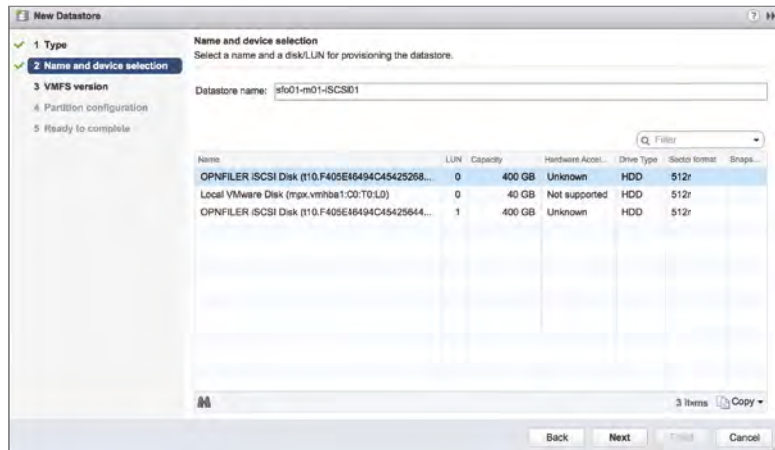 New Datastore
1 Type
2 Name and device selection
3 VMFS version
4 Partition configuration
5 Ready to complete
Name and device selection
Select a name and a disk/LUN for provisioning the datastore.
Datastore name: sfo01-m01-iSCSI01
Filter
Name LUN Capacity Hardware Accel... Drive Type Sector format Snaps...
OPNFILER iSCSI Disk (t10.F405E46494C45425268... 0 400 GB Unknown HDD 512n
Local VMware Disk (mpx.vmhba1:C0:T0:L0) 0 40 GB Not supported HDD 512n
OPNFILER iSCSI Disk (t10.F405E46494C45425644... 1 400 GB Unknown HDD 512n
3 items Copy
Back Next Finish Cancel